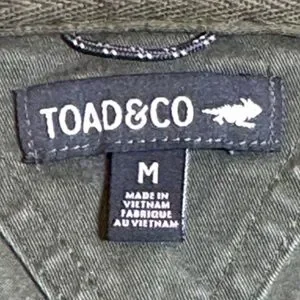 TOAD&CO
M
MADE IN
VIETNAM
FABRIQUE
AU VIETNAM